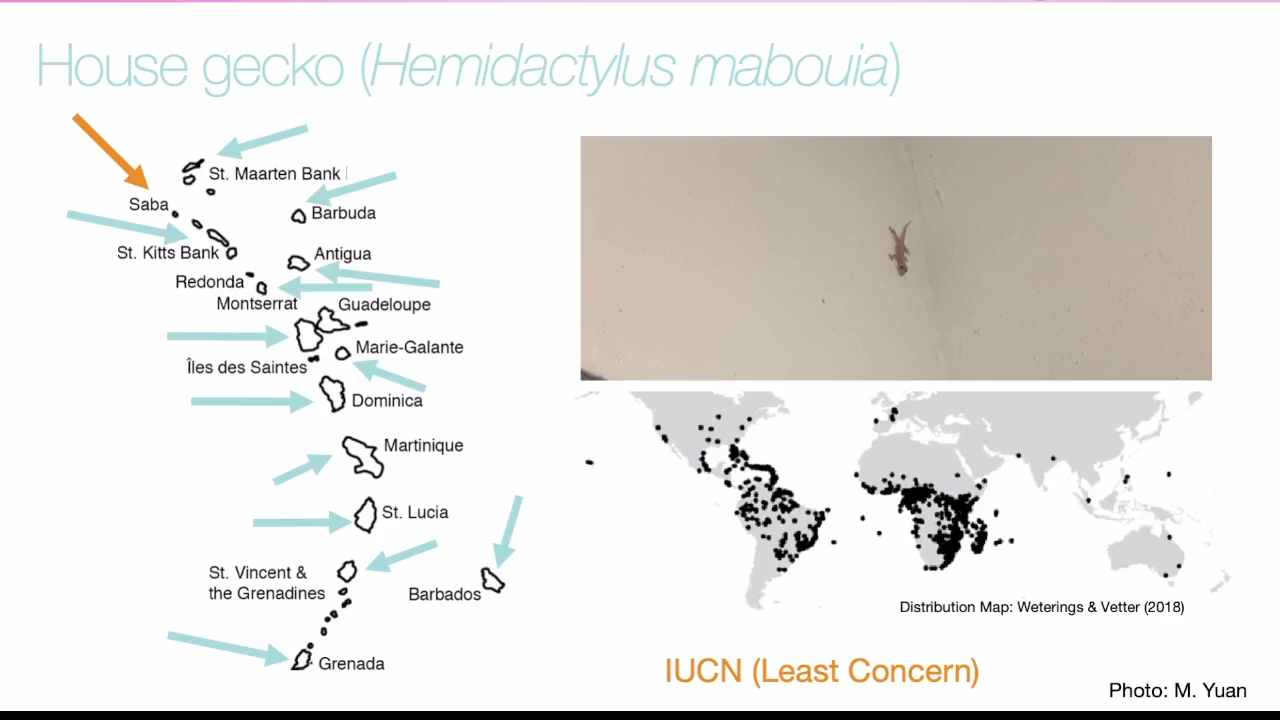 House gecko (Hemidactylus mabouia)
St. Maarten Bank
Saba
Barbuda
St. Kitts Bank
Antigua
Redonda
Montserrat
Guadeloupe
Marie-Galante
Îles des Saintes
Dominica
Martinique
St. Lucia
St. Vincent &
the Grenadines
Barbados
Grenada
Distribution Map: Weterings & Vetter (2018)
IUCN (Least Concern)
Photo: M. Yuan